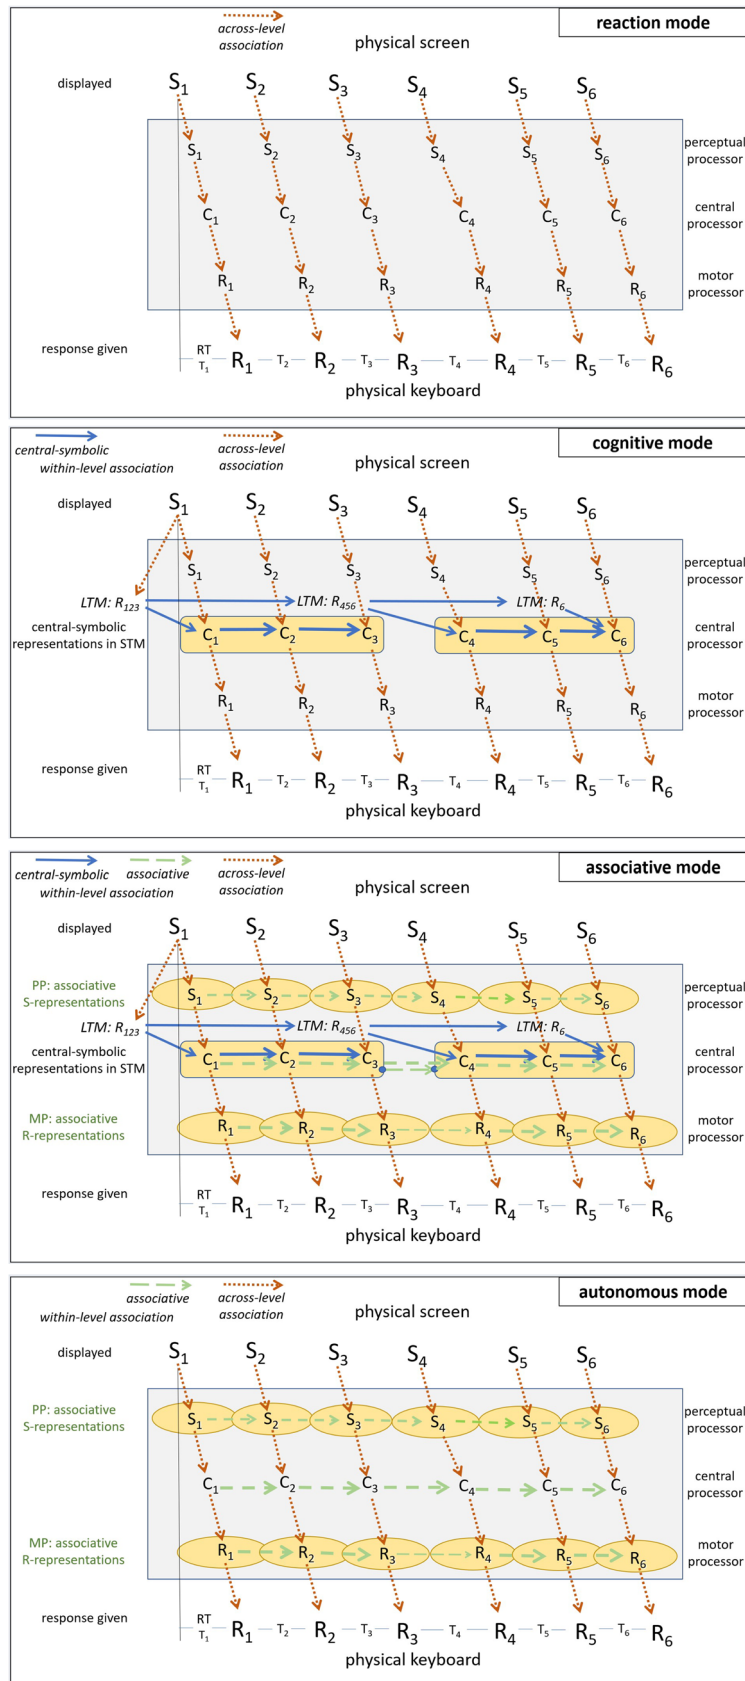 across-level
association
physical screen
reaction mode
displayed
S1 S2 S3 S4 S5 S6
S1 S2 S3 S4 S5 S6
perceptual
processor
C1 C2 C3 C4 C5 C6
central
processor
R1 R2 R3 R4 R5 R6
motor
processor
response given
RT
T1 R1 T2 R2 T3 R3 T4 R4 T5 R5 T6 R6
physical keyboard
central-symbolic
within-level association
across-level
association
physical screen
cognitive mode
displayed
S1 S2 S3 S4 S5 S6
S1 S2 S3 S4 S5 S6
perceptual
processor
LTM: R123 LTM: R456 LTM: R6
central-symbolic
representations in STM
C1 C2 C3 C4 C5 C6
central
processor
R1 R2 R3 R4 R5 R6
motor
processor
response given
RT
T1 R1 T2 R2 T3 R3 T4 R4 T5 R5 T6 R6
physical keyboard
central-symbolic associative
within-level association
across-level
association
physical screen
associative mode
displayed
S1 S2 S3 S4 S5 S6
PP: associative
S-representations
S1 S2 S3 S4 S5 S6
perceptual
processor
LTM: R123 LTM: R456 LTM: R6
central-symbolic
representations in STM
C1 C2 C3 C4 C5 C6
central
processor
MP: associative
R-representations
R1 R2 R3 R4 R5 R6
motor
processor
response given
RT
T1 R1 T2 R2 T3 R3 T4 R4 T5 R5 T6 R6
physical keyboard
associative
within-level association
across-level
association
physical screen
autonomous mode
displayed
S1 S2 S3 S4 S5 S6
PP: associative
S-representations
S1 S2 S3 S4 S5 S6
perceptual
processor
C1 C2 C3 C4 C5 C6
central
processor
MP: associative
R-representations
R1 R2 R3 R4 R5 R6
motor
processor
response given
RT
T1 R1 T2 R2 T3 R3 T4 R4 T5 R5 T6 R6
physical keyboard